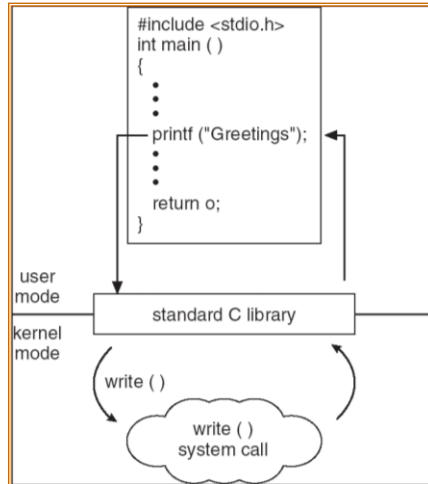 #include <stdio.h>
int main ( )
{
•
•
•
printf ("Greetings");
•
•
•
return o;
}
user
mode
standard C library
kernel
mode
write ( )
write ( )
system call